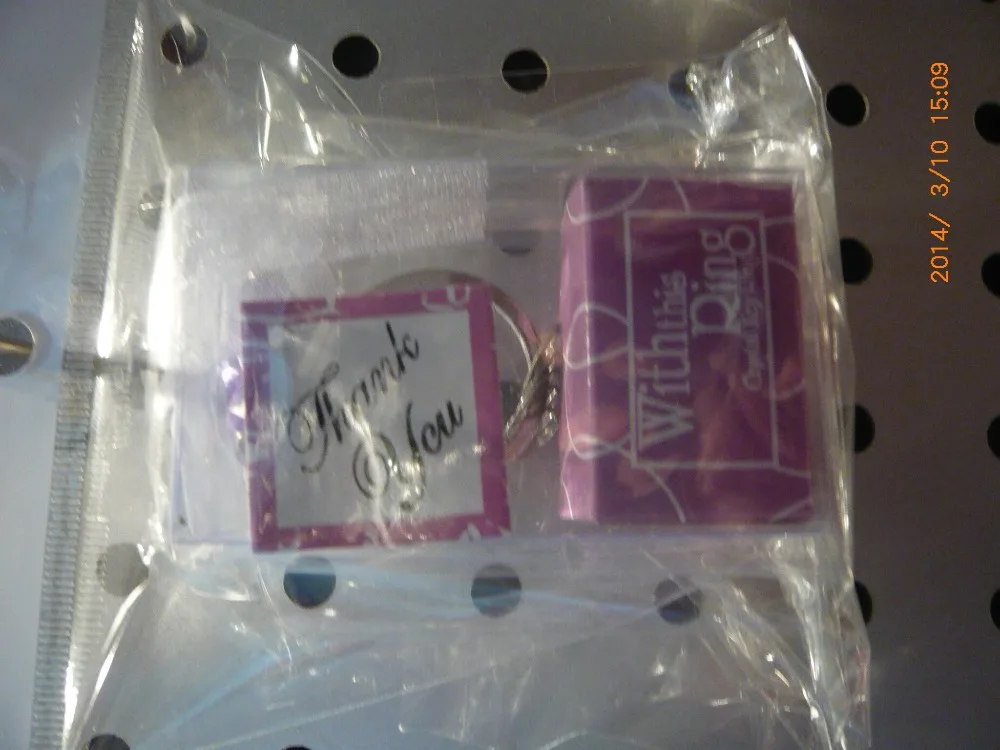 Thank
You
With this
Ring
2014/ 3/10 15:09